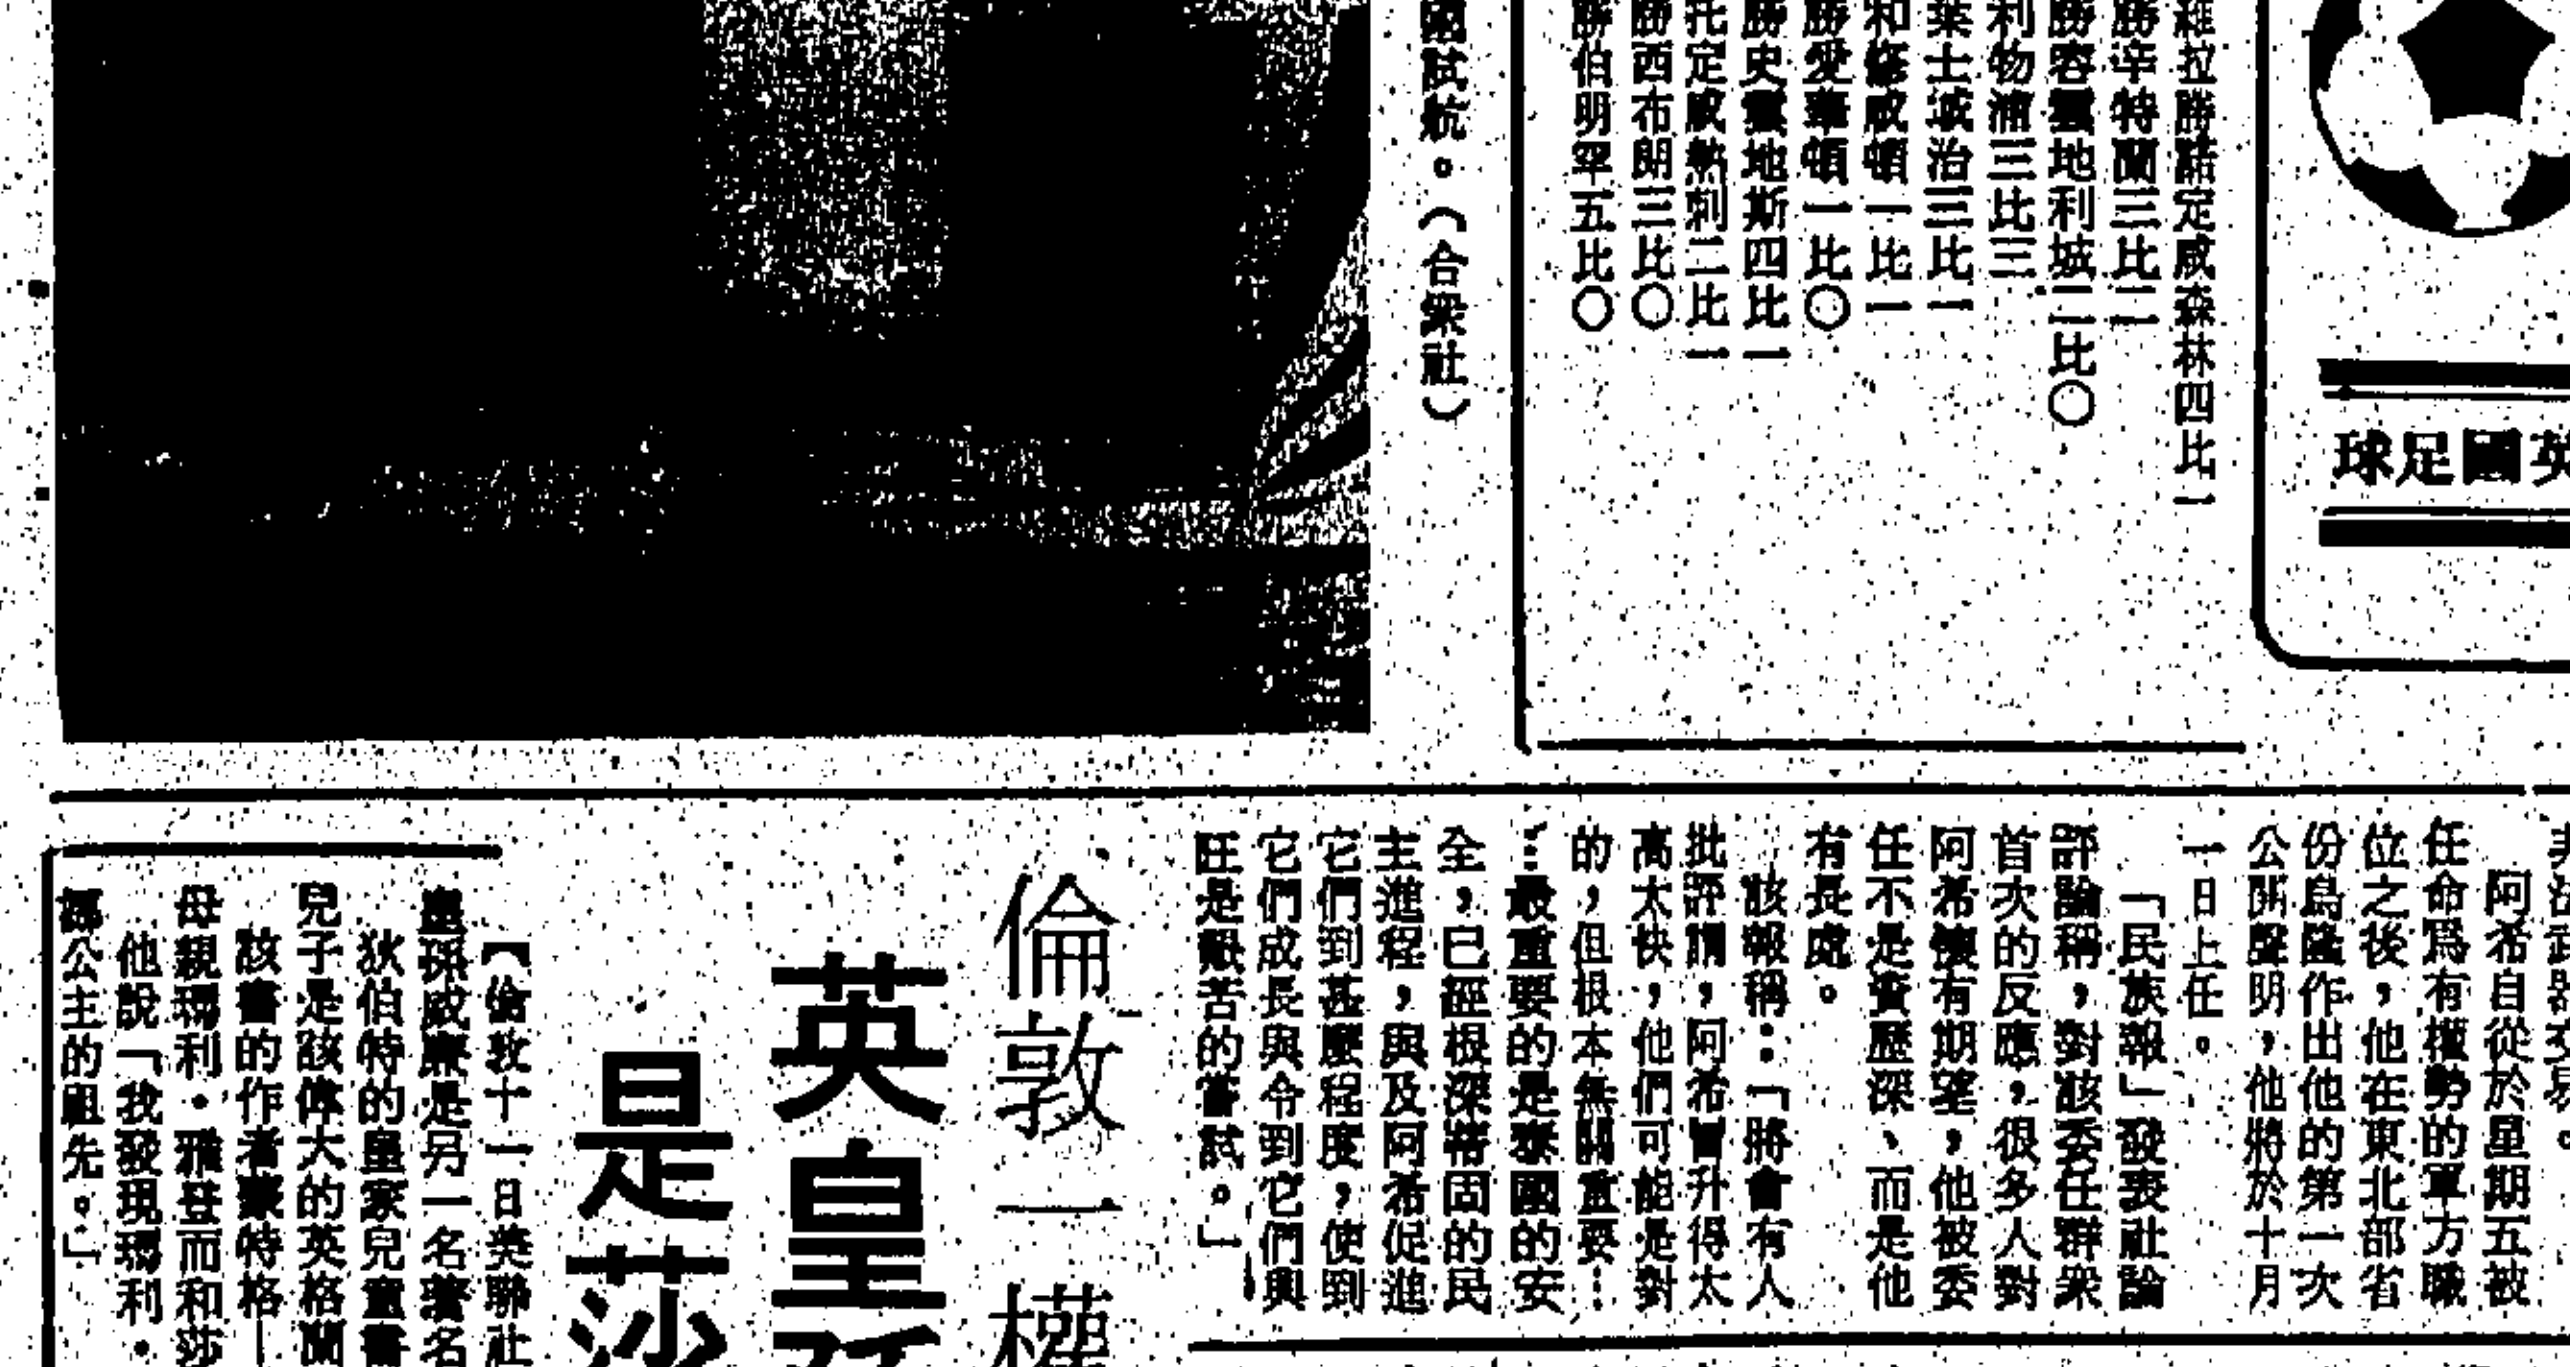 英國足球
維拉勝諾定咸森林四比一
勝辛特蘭三比二
勝高雲地利城二比〇
利物浦三比三
葉士域治三比一
和修咸頓一比一
勝愛華頓一比〇
勝史雲地斯四比一
托定咸熱刺二比一
勝西布朗三比〇
勝伯明罕五比〇
國試航。(合衆社)
非法武器交易。
阿希自從於星期五被
任命爲有權勢的軍方職
位之後,他在東北部省
份烏隆作出他的第一次
公開聲明,他將於十月
一日上任。
「民族報」發表社論
評論稱,對該委任群衆
首次的反應,很多人對
阿希懷有期望,他被委
任不是資歷深、而是他
有長處。
該報稱:「將會有人
批評謂,阿希冒升得太
高太快,他們可能是對
的,但根本無關重要…
…最重要的是泰國的安
全,已經根深蒂固的民
主進程,與及阿希促進
它們到甚麼程度,使到
它們成長與令到它們興
旺是艱苦的嘗試。」
倫敦一權
英皇孫
是莎
【倫敦十一日美聯社
皇孫威廉是另一名著名
狄伯特的皇家兒童書
兒子是該偉大的英格蘭
該書的作者蒙特格—
母親瑪利・雅登而和莎
他說「我發現瑪利・
娜公主的祖先。」